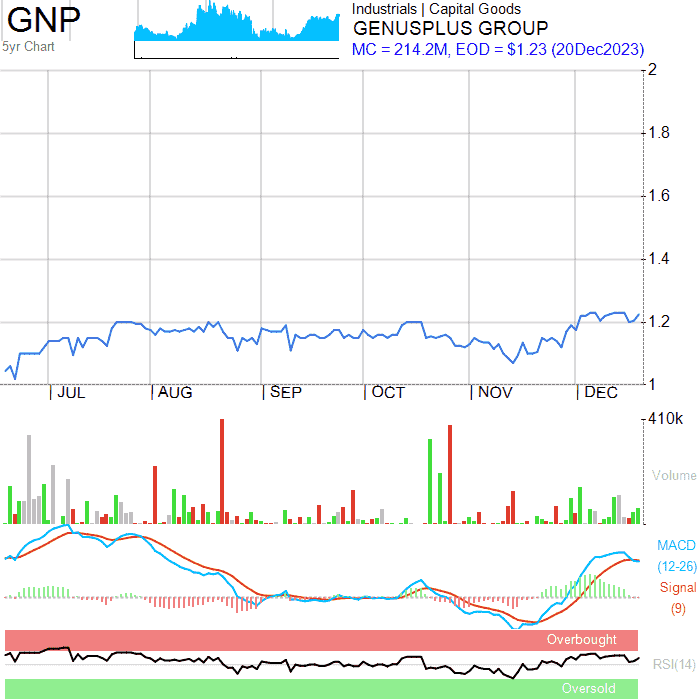 GNP
5yr Chart
Industrials | Capital Goods
GENUSPLUS GROUP
MC = 214.2M, EOD = $1.23 (20Dec2023)
2
1.8
1.6
1.4
1.2
1
| JUL | AUG | SEP | OCT | NOV | DEC
410k
Volume
MACD
(12-26)
Signal
(9)
Overbought
RSI(14)
Oversold